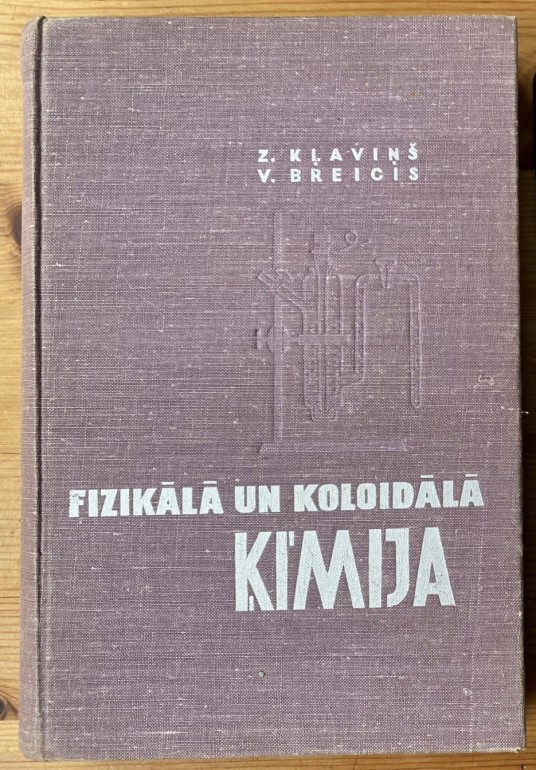 Z. KĻAVIŅŠ
V. BREICIS
FIZIKĀLĀ UN KOLOIDĀLĀ
ĶĪMIJA